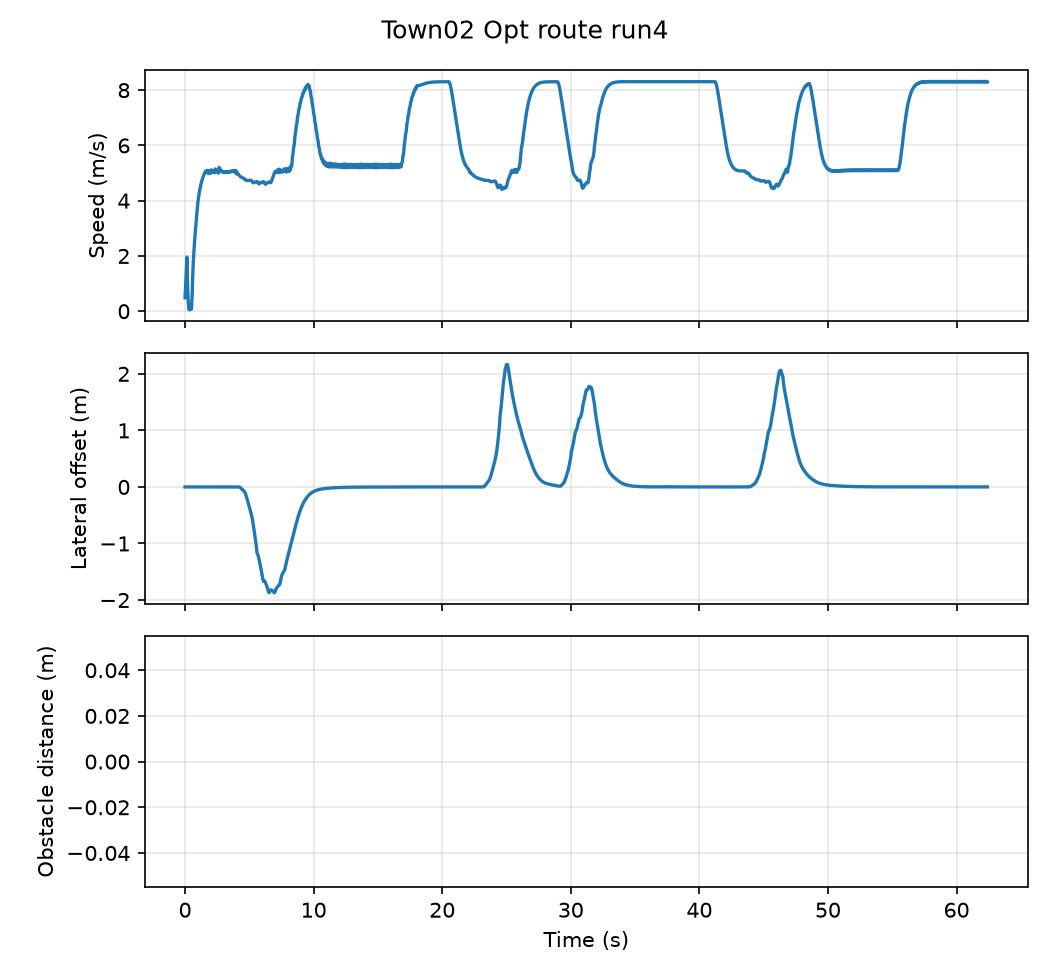 Town02 Opt route run4
Speed (m/s)
8
6
4
2
0
Lateral offset (m)
2
1
0
−1
−2
Obstacle distance (m)
0.04
0.02
0.00
−0.02
−0.04
0 10 20 30 40 50 60
Time (s)